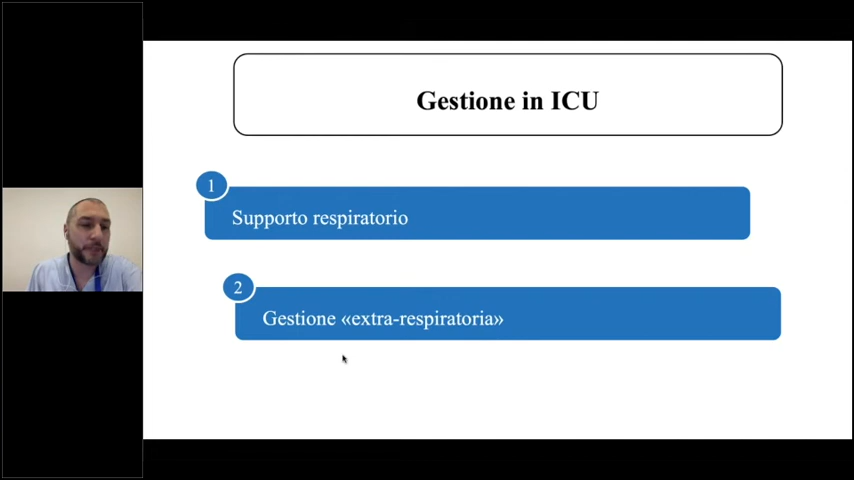 Gestione in ICU
1
Supporto respiratorio
2
Gestione «extra-respiratoria»